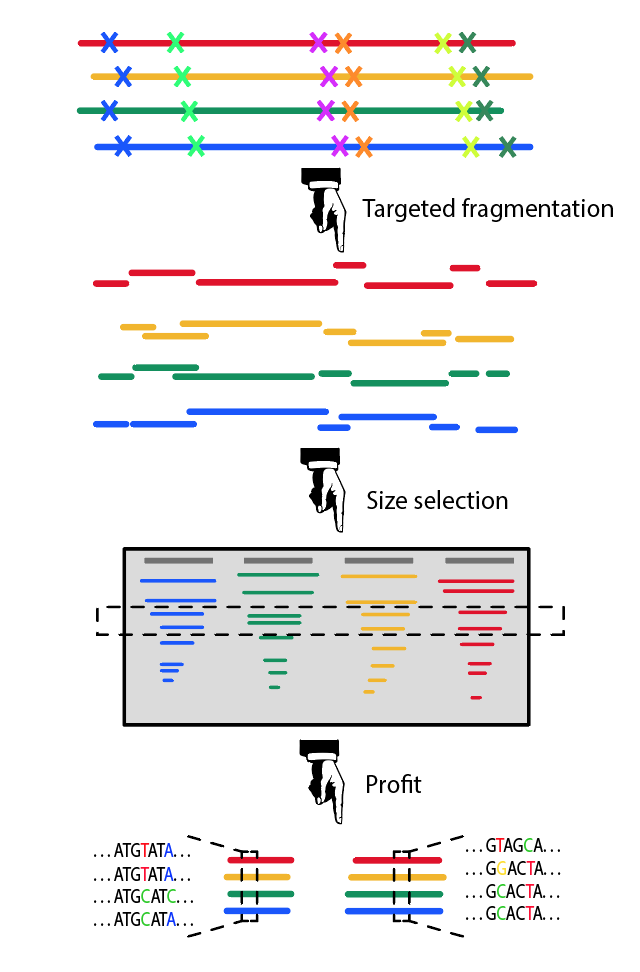 Targeted fragmentation
Size selection
Profit
...ATGTATA...
...ATGTATA...
...ATGCATC...
...ATGCATA...
...GTAGCA...
...GGACTA...
...GCACTA...
...GCACTA...